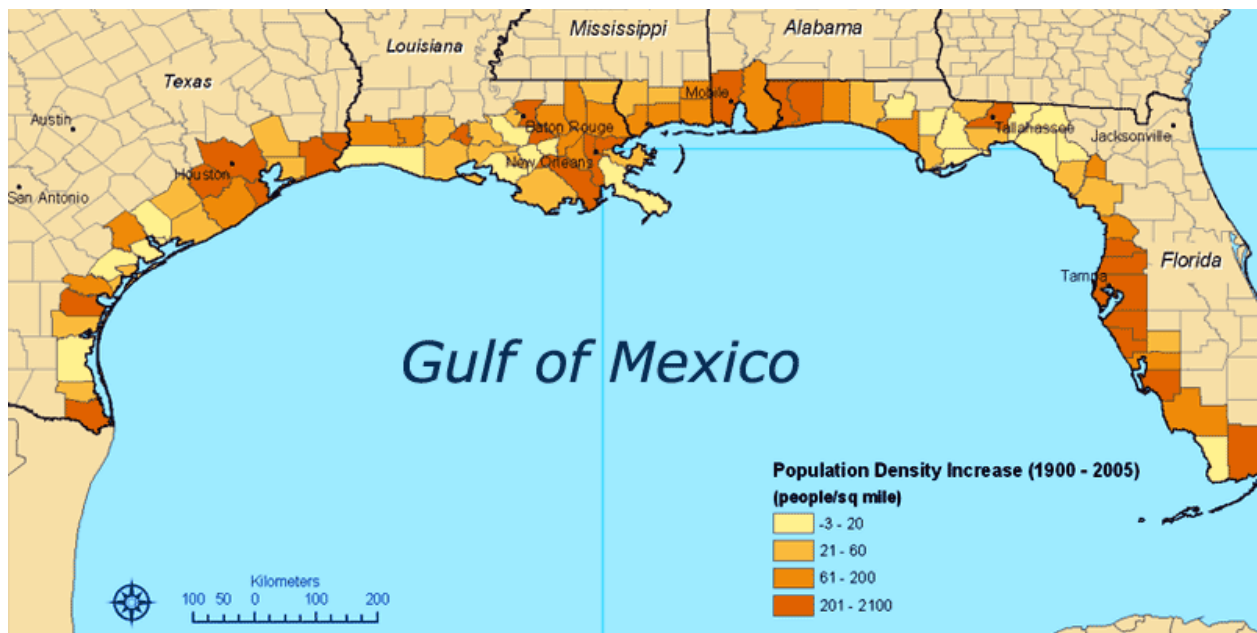 Mississippi
Alabama
Louisiana
Texas
Mobile
Austin
Baton Rouge
Tallahassee
Jacksonville
New Orleans
Houston
San Antonio
Florida
Tampa
Gulf of Mexico
Population Density Increase (1900 - 2005)
(people/sq mile)
-3 - 20
21 - 60
61 - 200
201 - 2100
Kilometers
100 50 0 100 200